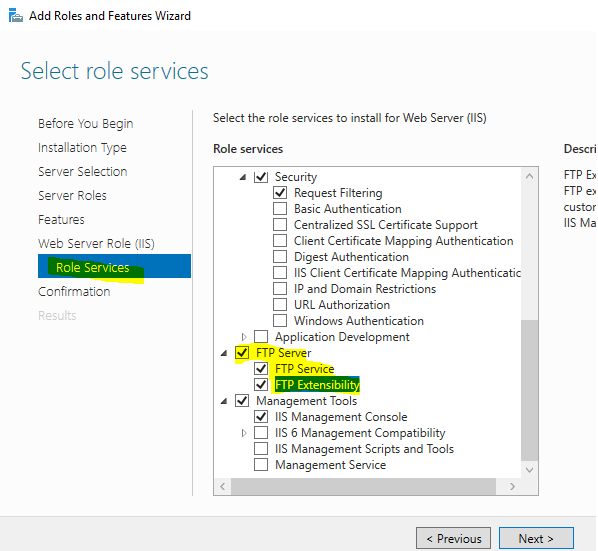 Add Roles and Features Wizard
Select role services
Before You Begin
Installation Type
Server Selection
Server Roles
Features
Web Server Role (IIS)
Role Services
Confirmation
Results
Select the role services to install for Web Server (IIS)
Role services
Security
Request Filtering
Basic Authentication
Centralized SSL Certificate Support
Client Certificate Mapping Authentication
Digest Authentication
IIS Client Certificate Mapping Authenticatio
IP and Domain Restrictions
URL Authorization
Windows Authentication
Application Development
FTP Server
FTP Service
FTP Extensibility
Management Tools
IIS Management Console
IIS 6 Management Compatibility
IIS Management Scripts and Tools
Management Service
Descri
FTP Ex
FTP ex
custom
IIS Ma
< Previous
Next >